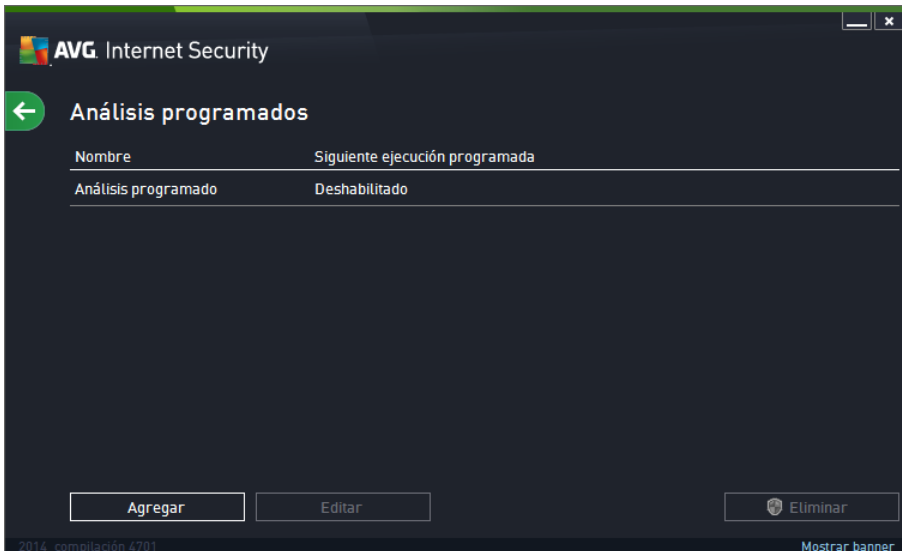 AVG. Internet Security
Análisis programados
Nombre Siguiente ejecución programada
Análisis programado Deshabilitado
Agregar Editar Eliminar
2014 compilación 4701 Mostrar banner